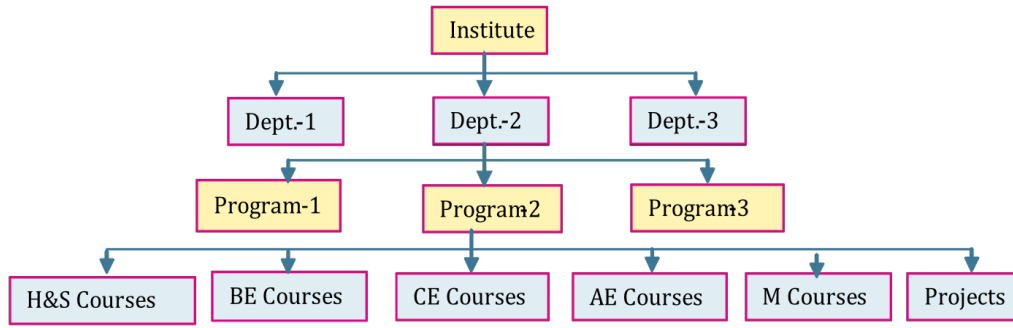 Institute
Dept.-1
Dept.-2
Dept.-3
Program-1
Program-2
Program-3
H&S Courses
BE Courses
CE Courses
AE Courses
M Courses
Projects